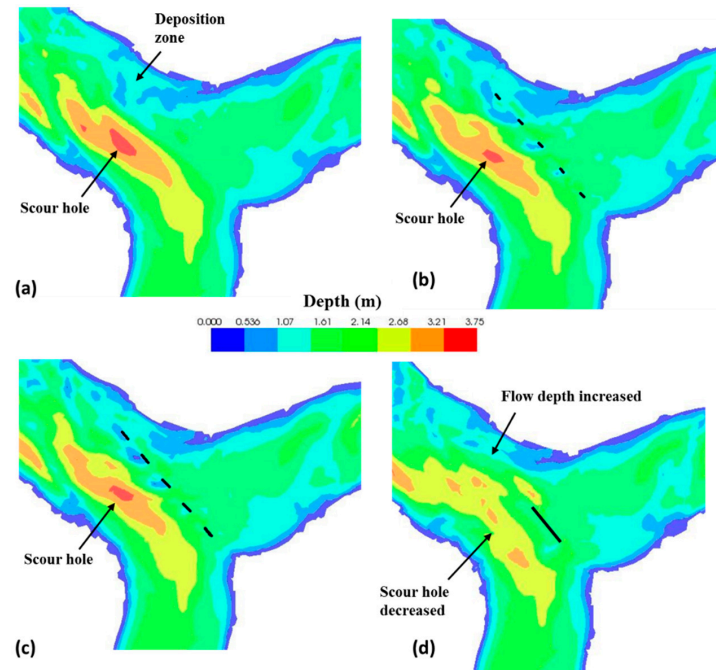 Deposition
zone
Scour hole
(a)
Scour hole
(b)
Depth (m)
0.000 0.536 1.07 1.61 2.14 2.68 3.21 3.75
Scour hole
(c)
Flow depth increased
Scour hole
decreased
(d)